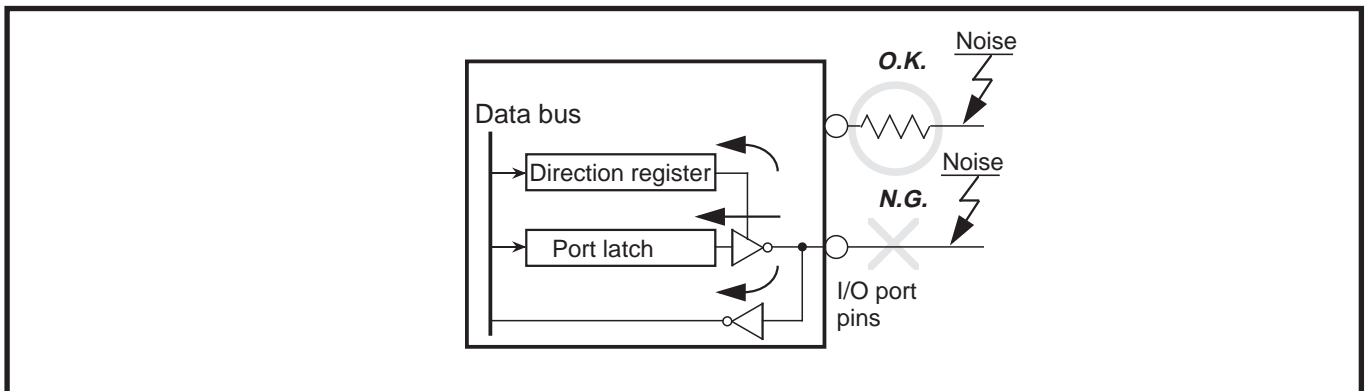 Noise
O.K.
Data bus
Noise
Direction register
N.G.
Port latch
I/O port
pins